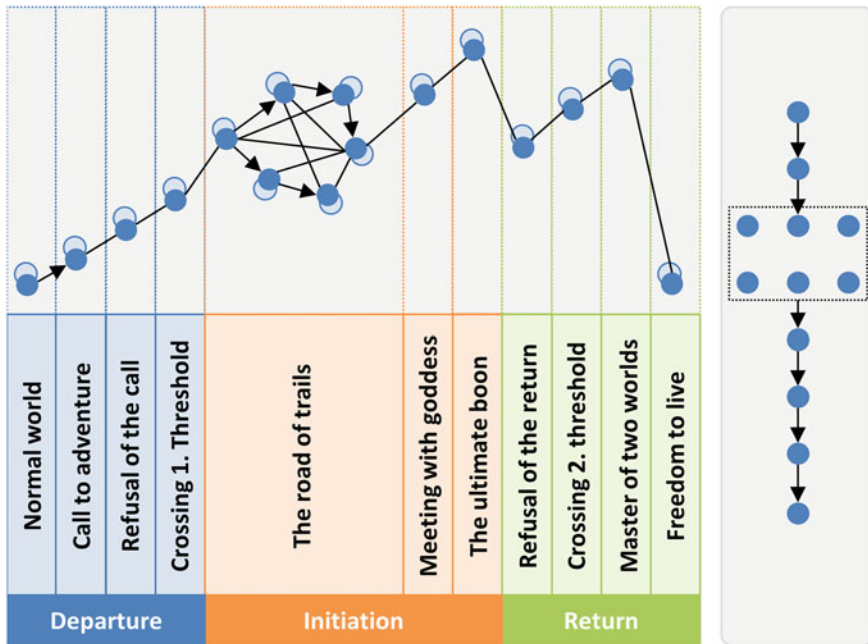 Normal world
Call to adventure
Refusal of the call
Crossing 1. Threshold
The road of trails
Meeting with goddess
The ultimate boon
Refusal of the return
Crossing 2. threshold
Master of two worlds
Freedom to live
Departure
Initiation
Return